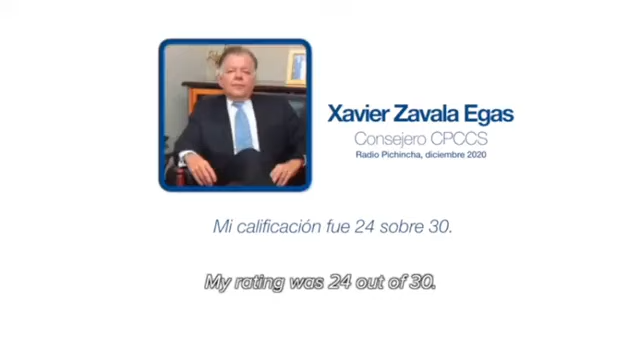 Xavier Zavala Egas
Consejero CPCCS
Radio Pichincha, diciembre 2020
Mi calificación fue 24 sobre 30.
My rating was 24 out of 30.